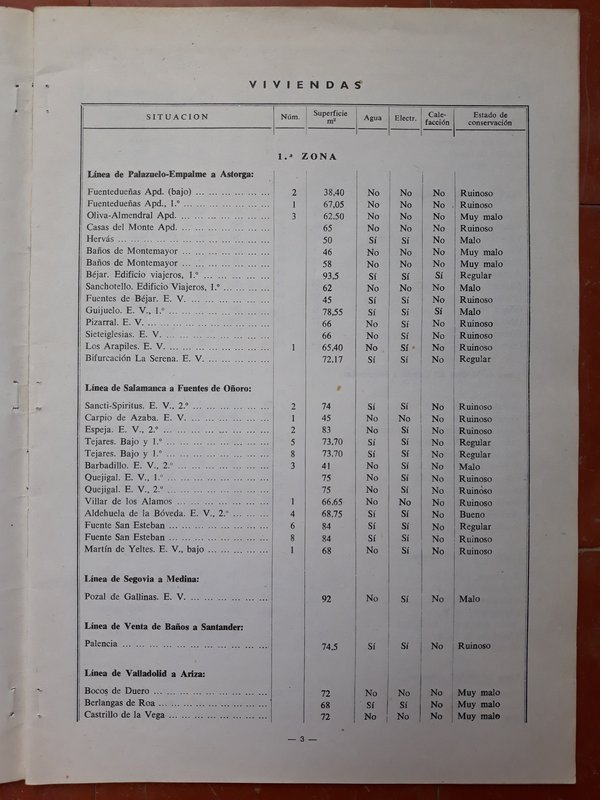 VIVIENDAS
SITUACION Núm. Superficie m² Agua Electr. Cale-facción Estado de conservación
1.ª ZONA
Línea de Palazuelo-Empalme a Astorga:
Fuentedueñas Apd. (bajo) ... ... ... ... ... ... 2 38,40 No No No Ruinoso
Fuentedueñas Apd., 1.º ... ... ... ... ... ... ... 1 67,05 No No No Ruinoso
Oliva-Almendral Apd. ... ... ... ... ... ... ... 3 62.50 No No No Muy malo
Casas del Monte Apd. ... ... ... ... ... ... ... 65 No No No Ruinoso
Hervás ... ... ... ... ... ... ... ... ... ... ... 50 Sí Sí No Malo
Baños de Montemayor ... ... ... ... ... ... ... 46 No No No Muy malo
Baños de Montemayor ... ... ... ... ... ... ... 58 No No No Muy malo
Béjar. Edificio viajeros, 1.º ... ... ... ... ... ... 93,5 Sí Sí Sí Regular
Sanchotello. Edificio Viajeros, 1.º ... ... ... ... 62 No No No Malo
Fuentes de Béjar. E. V. ... ... ... ... ... ... ... 45 Sí Sí No Ruinoso
Guijuelo. E. V., 1.º ... ... ... ... ... ... ... ... 78,55 Sí Sí Sí Malo
Pizarral. E. V. ... ... ... ... ... ... ... ... ... 66 No Sí No Ruinoso
Sieteiglesias. E. V. ... ... ... ... ... ... ... ... 66 No Sí No Ruinoso
Los Arapiles. E. V. ... ... ... ... ... ... ... ... 1 65,40 No Sí No Ruinoso
Bifurcación La Serena. E. V. ... ... ... ... ... 72.17 Sí Sí No Regular
Línea de Salamanca a Fuentes de Oñoro:
Sancti-Spiritus. E. V., 2.º ... ... ... ... ... ... 2 74 Sí Sí No Ruinoso
Carpio de Azaba. E. V. ... ... ... ... ... ... ... 1 45 No No No Ruinoso
Espeja. E. V., 2.º ... ... ... ... ... ... ... ... 2 83 No Sí No Ruinoso
Tejares. Bajo y 1.º ... ... ... ... ... ... ... ... 5 73.70 Sí Sí No Regular
Tejares. Bajo y 1.º ... ... ... ... ... ... ... ... 8 73.70 Sí Sí No Regular
Barbadillo. E. V., 2.º ... ... ... ... ... ... ... 3 41 No Sí No Malo
Quejigal. E. V., 1.º ... ... ... ... ... ... ... ... 75 No Sí No Ruinoso
Quejigal. E. V., 2.º ... ... ... ... ... ... ... ... 75 No Sí No Ruinoso
Villar de los Alamos ... ... ... ... ... ... ... 1 66,65 No No No Ruinoso
Aldehuela de la Bóveda. E. V., 2.º ... ... ... ... 4 68.75 Sí Sí No Bueno
Fuente San Esteban ... ... ... ... ... ... ... ... 6 84 Sí Sí No Regular
Fuente San Esteban ... ... ... ... ... ... ... ... 8 84 Sí Sí No Ruinoso
Martín de Yeltes. E. V., bajo ... ... ... ... ... 1 68 No Sí No Ruinoso
Línea de Segovia a Medina:
Pozal de Gallinas. E. V. ... ... ... ... ... ... ... 92 No Sí No Malo
Línea de Venta de Baños a Santander:
Palencia ... ... ... ... ... ... ... ... ... ... ... 74,5 Sí Sí No Ruinoso
Línea de Valladolid a Ariza:
Bocos de Duero ... ... ... ... ... ... ... ... ... 72 No No No Muy malo
Berlangas de Roa ... ... ... ... ... ... ... ... ... 68 Sí Sí No Muy malo
Castrillo de la Vega ... ... ... ... ... ... ... ... 72 No No No Muy malo
— 3 —